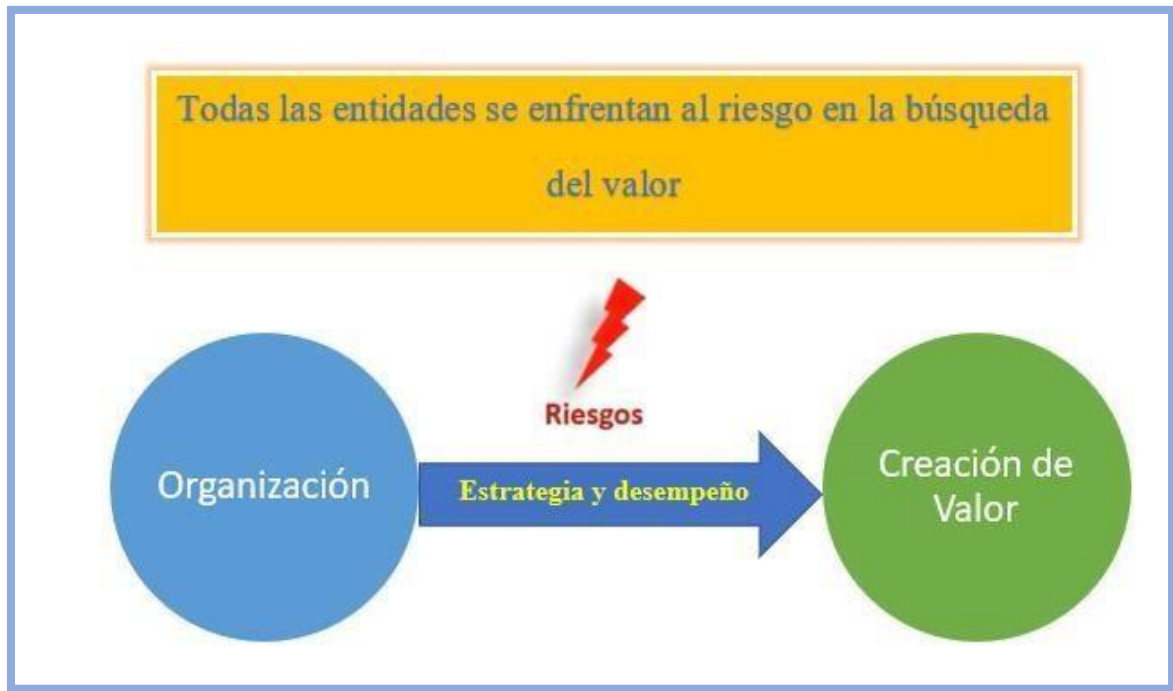 Todas las entidades se enfrentan al riesgo en la búsqueda
del valor
Riesgos
Organización
Estrategia y desempeño
Creación de
Valor